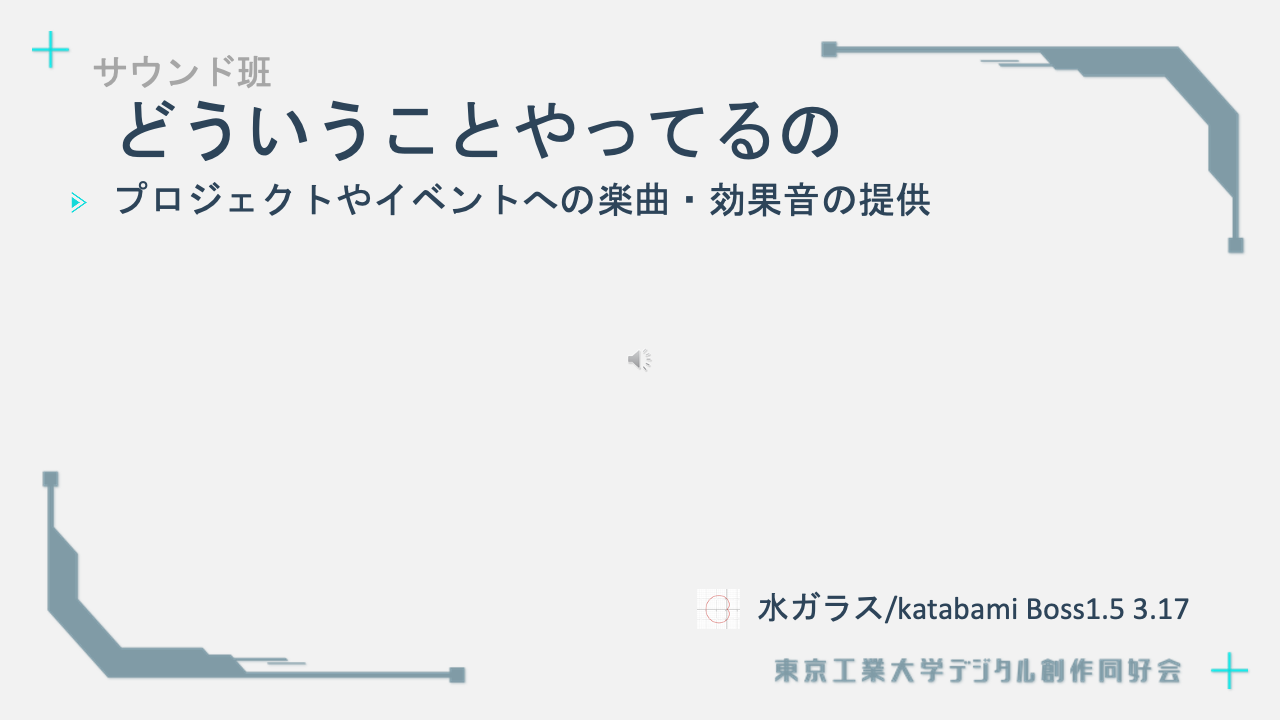 サウンド班
どういうことやってるの
プロジェクトやイベントへの楽曲・効果音の提供
水ガラス/katabami Boss1.5 3.17
東京工業大学デジタル創作同好会